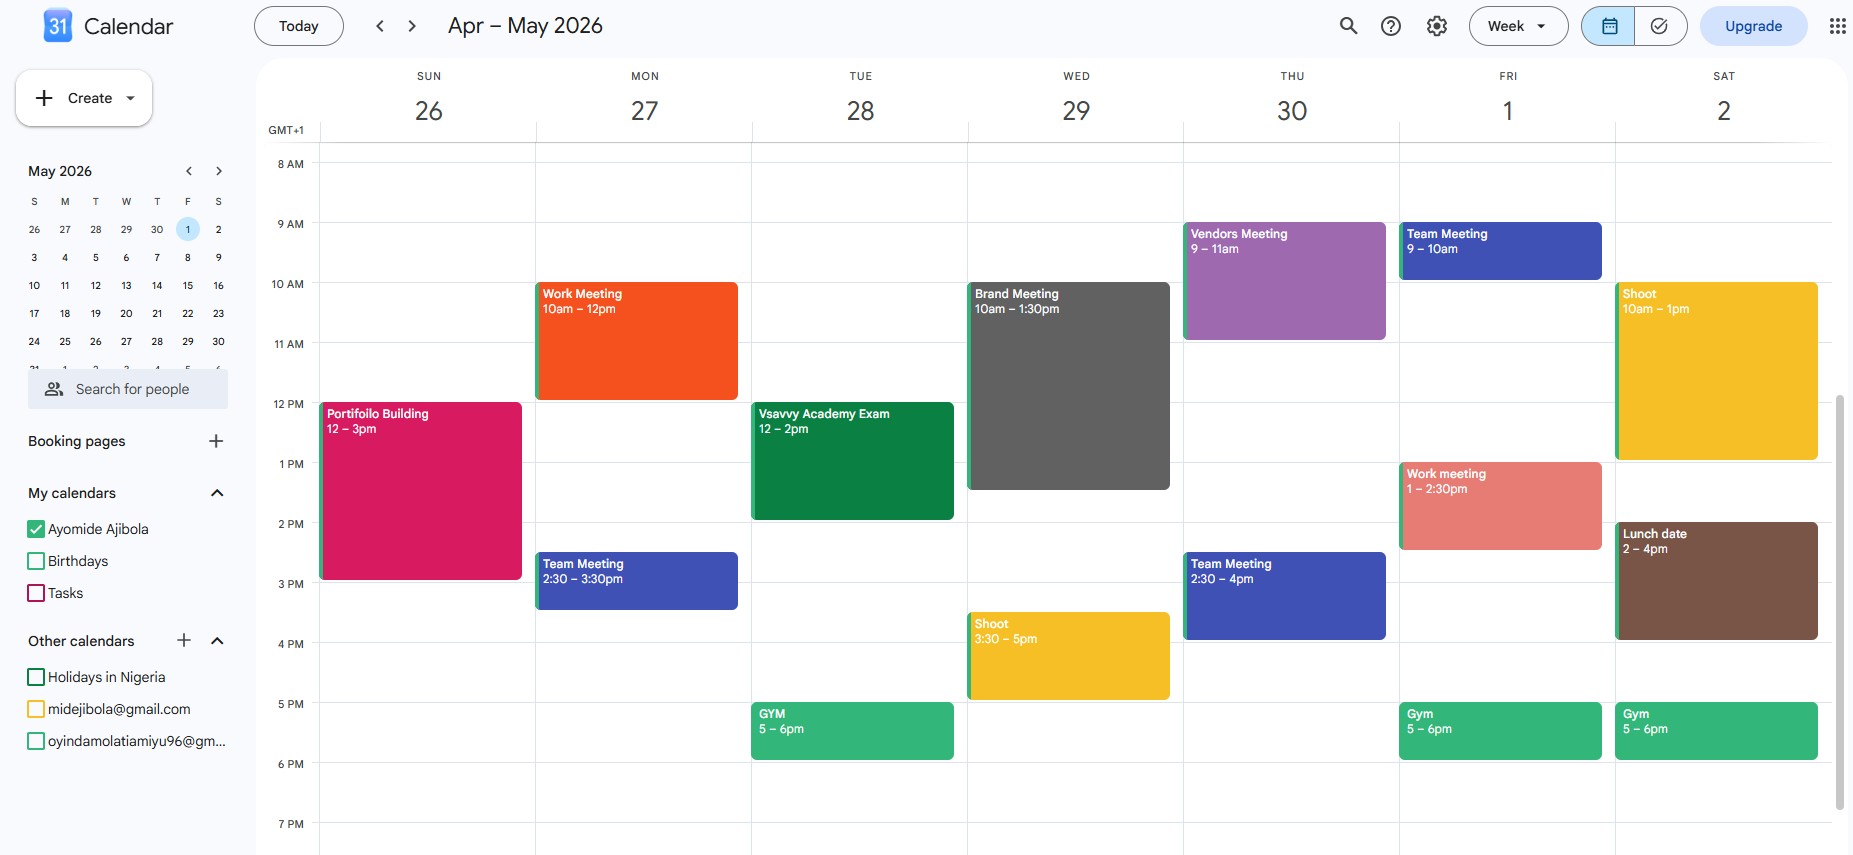 31 Calendar
Today
Apr – May 2026
Week
Upgrade
Create
May 2026
S M T W T F S
26 27 28 29 30 1 2
3 4 5 6 7 8 9
10 11 12 13 14 15 16
17 18 19 20 21 22 23
24 25 26 27 28 29 30
31 1 2 3 4 5 6
Search for people
Booking pages
My calendars
Ayomide Ajibola
Birthdays
Tasks
Other calendars
Holidays in Nigeria
midejibola@gmail.com
oyindamolatiamiyu96@gm...
SUN MON TUE WED THU FRI SAT
26 27 28 29 30 1 2
GMT+1
8 AM
9 AM
10 AM
11 AM
12 PM
1 PM
2 PM
3 PM
4 PM
5 PM
6 PM
7 PM
Portifoilo Building
12 – 3pm
Work Meeting
10am – 12pm
Team Meeting
2:30 – 3:30pm
Vsavvy Academy Exam
12 – 2pm
GYM
5 – 6pm
Brand Meeting
10am – 1:30pm
Shoot
3:30 – 5pm
Vendors Meeting
9 – 11am
Team Meeting
2:30 – 4pm
Team Meeting
9 – 10am
Work meeting
1 – 2:30pm
Gym
5 – 6pm
Shoot
10am – 1pm
Lunch date
2 – 4pm
Gym
5 – 6pm